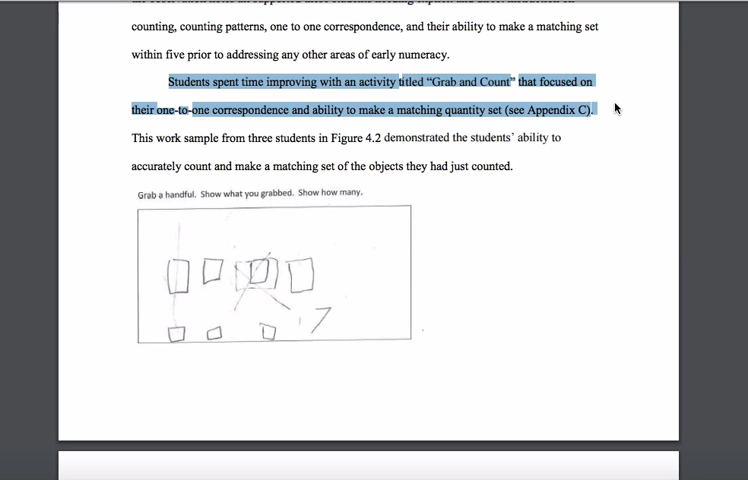 counting, counting patterns, one to one correspondence, and their ability to make a matching set
within five prior to addressing any other areas of early numeracy.
Students spent time improving with an activity titled “Grab and Count” that focused on
their one-to-one correspondence and ability to make a matching quantity set (see Appendix C).
This work sample from three students in Figure 4.2 demonstrated the students’ ability to
accurately count and make a matching set of the objects they had just counted.
Grab a handful. Show what you grabbed. Show how many.
7